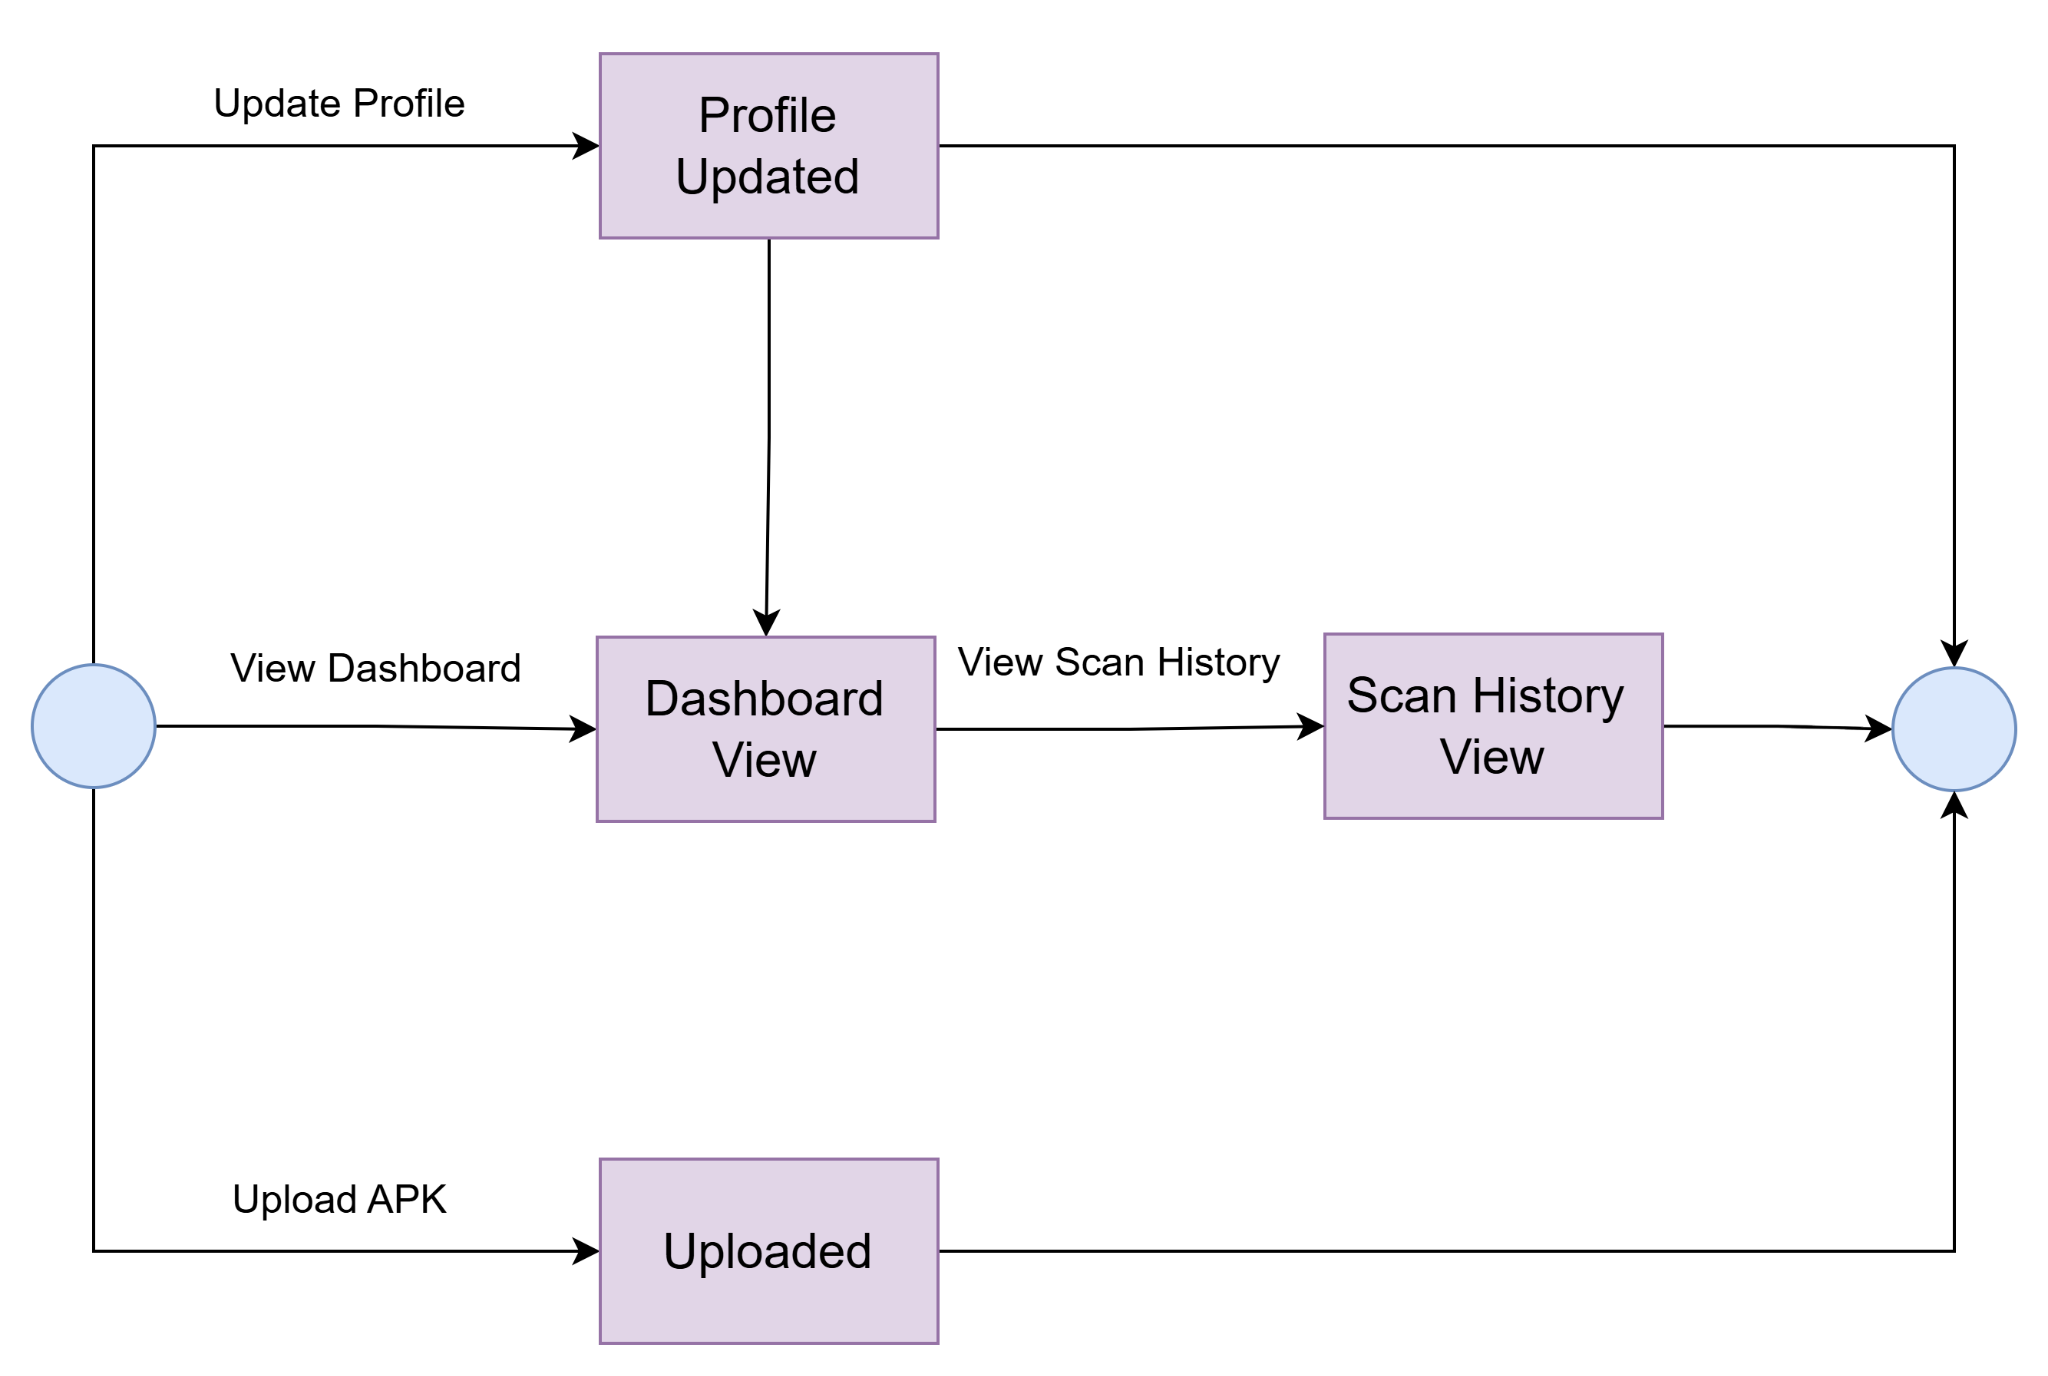 Update Profile
Profile
Updated
View Dashboard
Dashboard
View
View Scan History
Scan History
View
Upload APK
Uploaded